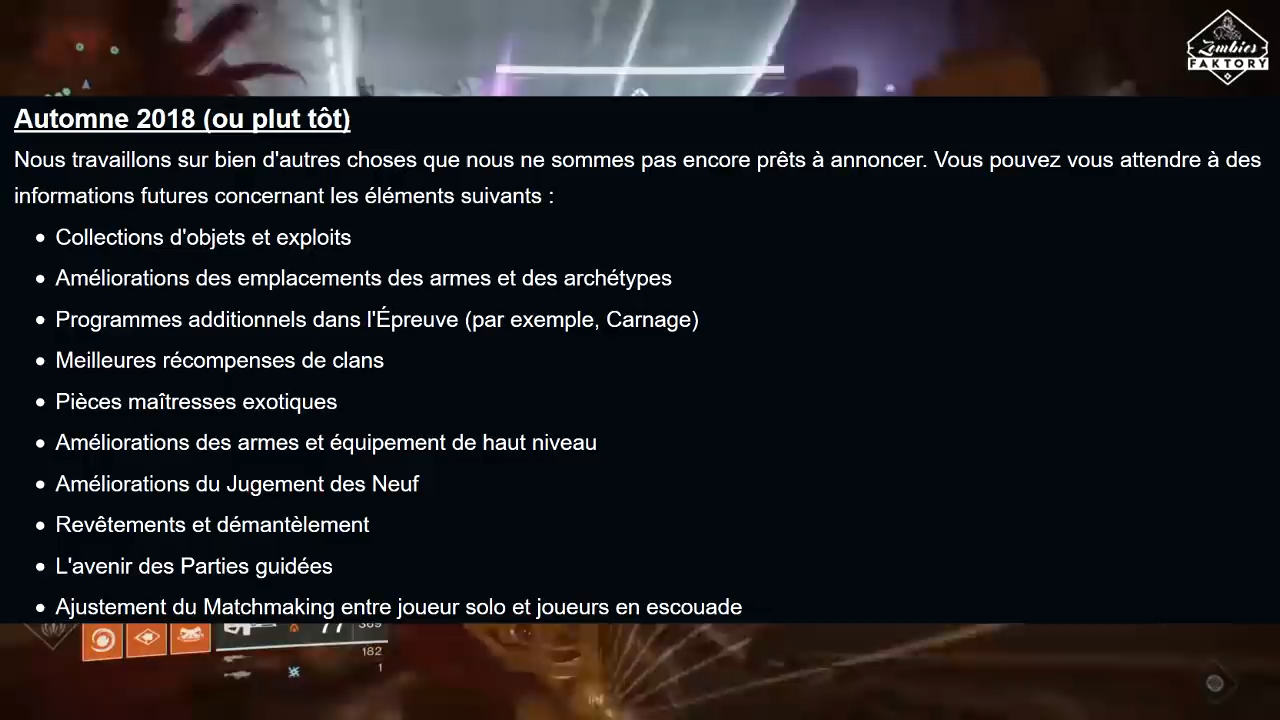 Zombies
FAKTORY
Automne 2018 (ou plut tôt)
Nous travaillons sur bien d'autres choses que nous ne sommes pas encore prêts à annoncer. Vous pouvez vous attendre à des
informations futures concernant les éléments suivants :
• Collections d'objets et exploits
• Améliorations des emplacements des armes et des archétypes
• Programmes additionnels dans l'Épreuve (par exemple, Carnage)
• Meilleures récompenses de clans
• Pièces maîtresses exotiques
• Améliorations des armes et équipement de haut niveau
• Améliorations du Jugement des Neuf
• Revêtements et démantèlement
• L'avenir des Parties guidées
• Ajustement du Matchmaking entre joueur solo et joueurs en escouade
77 369
182
1